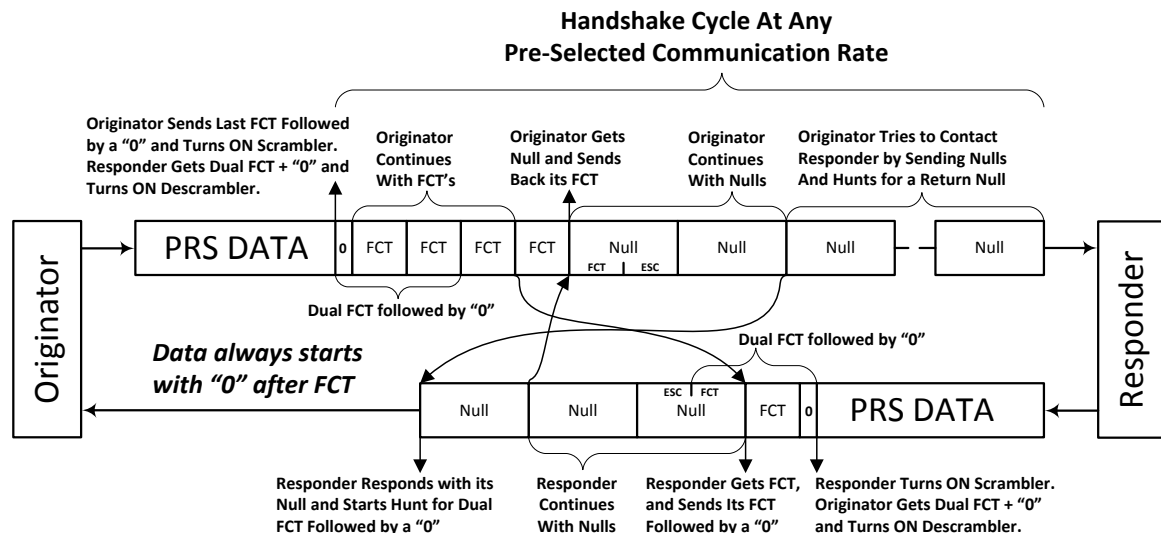 Handshake Cycle At Any
Pre-Selected Communication Rate
Originator Sends Last FCT Followed
by a “0” and Turns ON Scrambler.
Responder Gets Dual FCT + “0” and
Turns ON Descrambler.
Originator
Continues
With FCT’s
Originator Gets
Null and Sends
Back its FCT
Originator
Continues
With Nulls
Originator Tries to Contact
Responder by Sending Nulls
And Hunts for a Return Null
Originator
PRS DATA
0
FCT
FCT
FCT
FCT
Null
FCT
ESC
Null
Null
Null
Responder
Dual FCT followed by “0”
Dual FCT followed by “0”
Data always starts
with “0” after FCT
Null
Null
ESC
FCT
Null
FCT
0
PRS DATA
Responder Responds with its
Null and Starts Hunt for Dual
FCT Followed by a “0”
Responder
Continues
With Nulls
Responder Gets FCT,
and Sends Its FCT
Followed by a “0”
Responder Turns ON Scrambler.
Originator Gets Dual FCT + “0”
and Turns ON Descrambler.